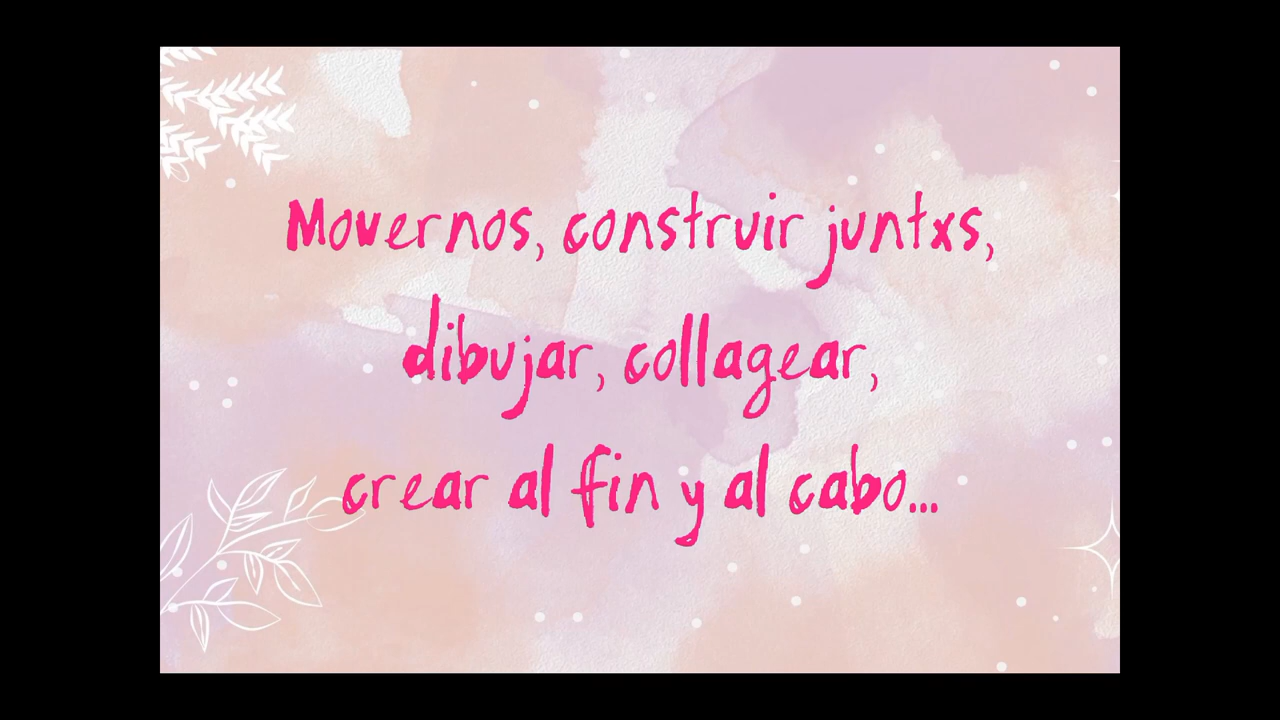 Movernos, construir juntxs,
dibujar, collagear,
crear al fin y al cabo...